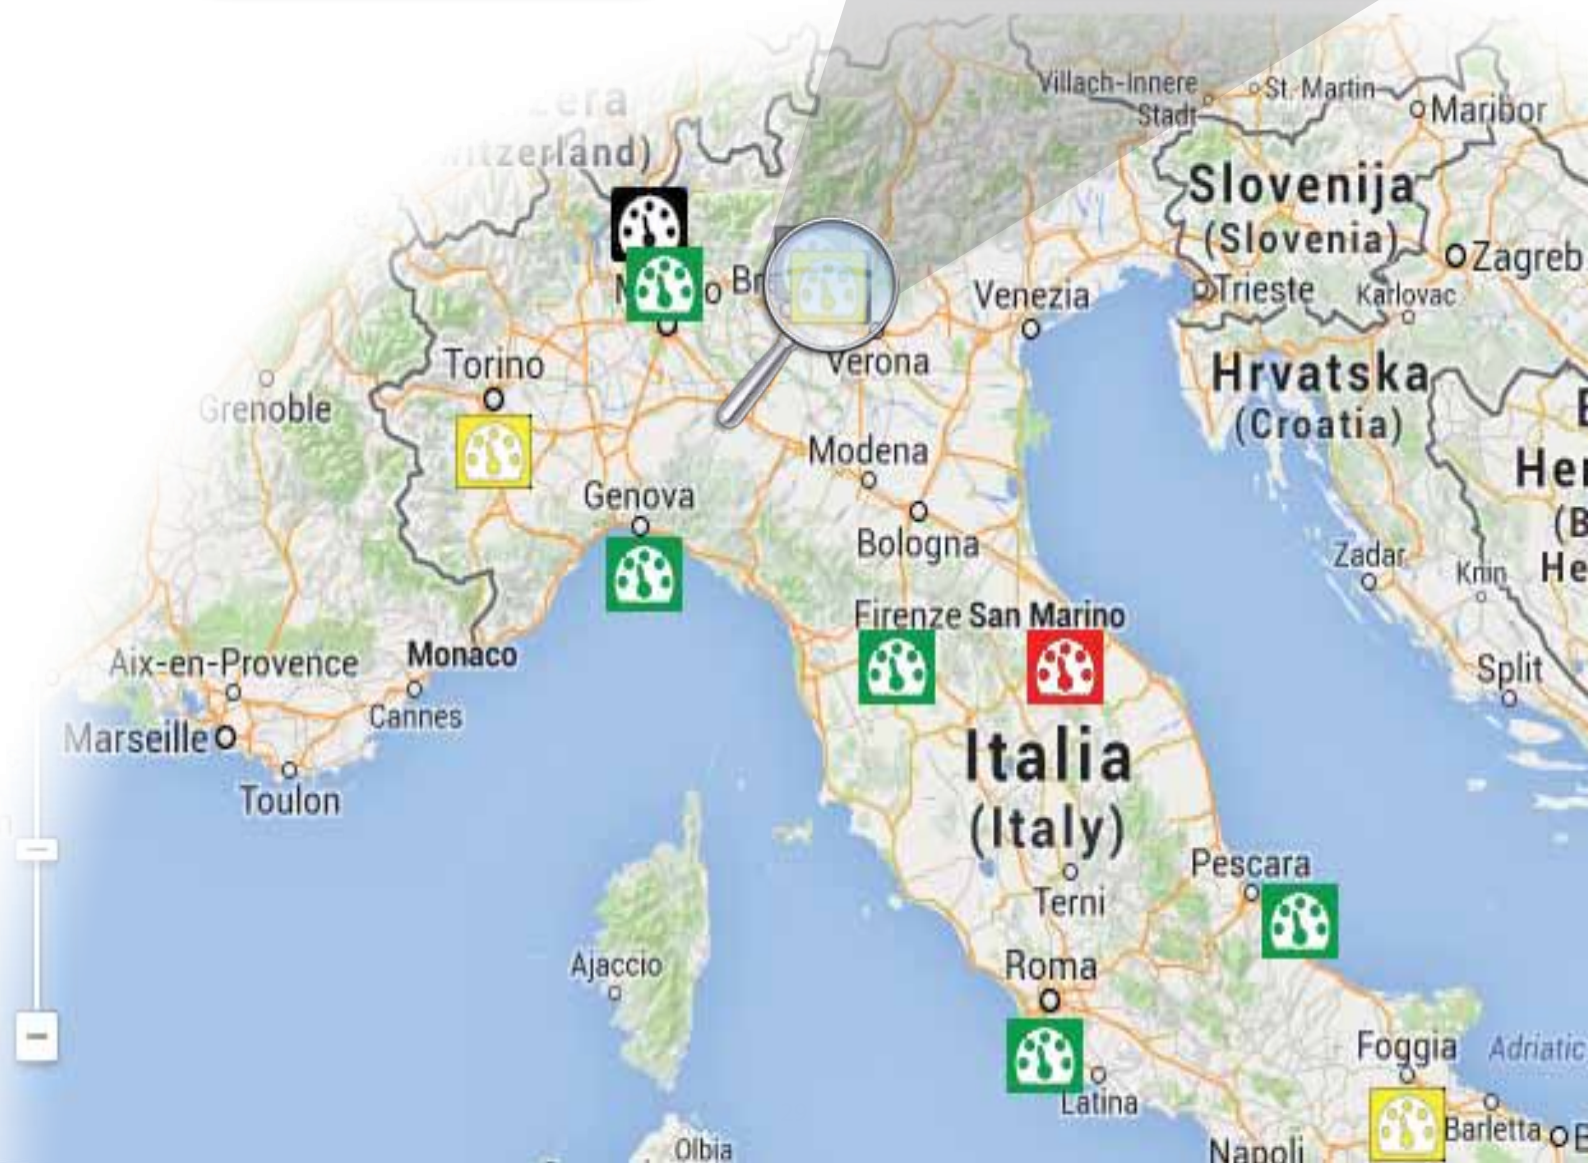 Villach-Innere
Stadt
St. Martin
Maribor
Slovenija
(Slovenia)
Zagreb
Venezia
Trieste
Karlovac
Torino
Verona
Hrvatska
(Croatia)
Grenoble
Modena
Genova
Bologna
Zadar
Knin
Firenze
San Marino
Aix-en-Provence
Monaco
Split
Cannes
Marseille
Toulon
Italia
(Italy)
Pescara
Terni
Ajaccio
Roma
Foggia
Adriatic
Latina
Barletta
Olbia
Napoli